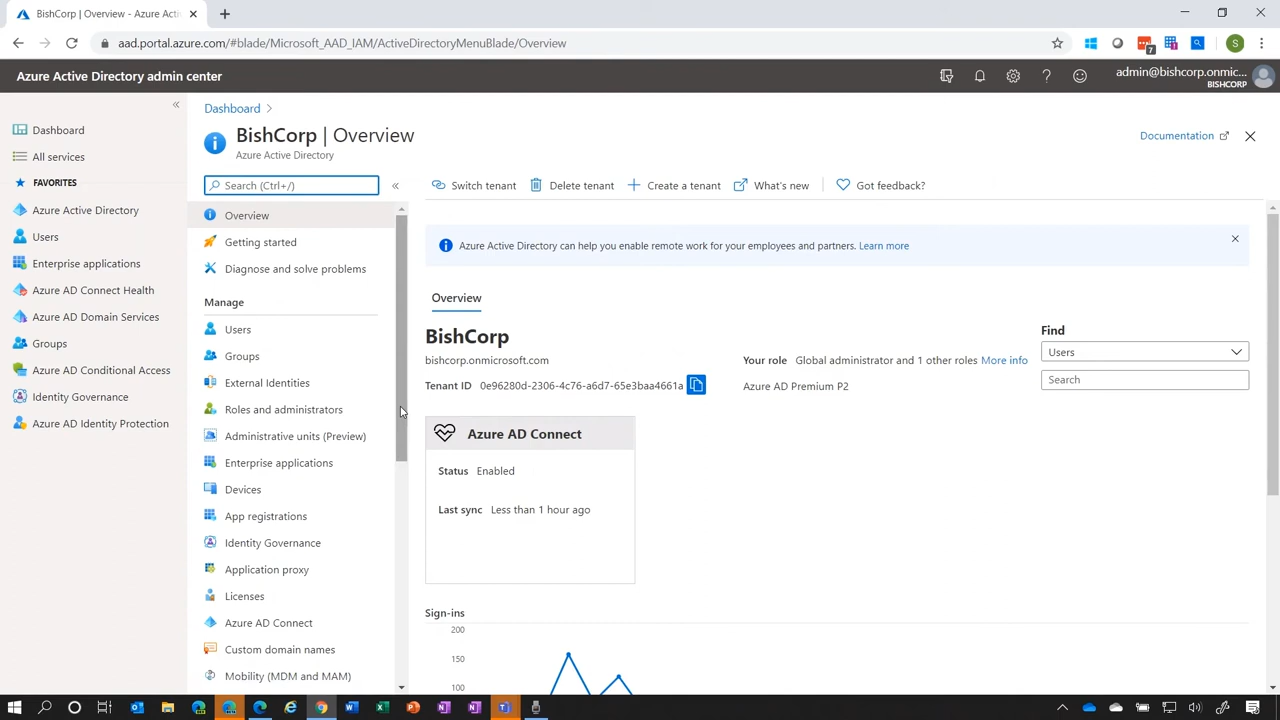 BishCorp | Overview - Azure Acti
aad.portal.azure.com/#blade/Microsoft_AAD_IAM/ActiveDirectoryMenuBlade/Overview
7
S
Azure Active Directory admin center
admin@bishcorp.onmic...
BISHCORP
Dashboard
All services
FAVORITES
Azure Active Directory
Users
Enterprise applications
Azure AD Connect Health
Azure AD Domain Services
Groups
Azure AD Conditional Access
Identity Governance
Azure AD Identity Protection
Dashboard >
BishCorp | Overview
Azure Active Directory
Documentation
Search (Ctrl+/)
Overview
Getting started
Diagnose and solve problems
Manage
Users
Groups
External Identities
Roles and administrators
Administrative units (Preview)
Enterprise applications
Devices
App registrations
Identity Governance
Application proxy
Licenses
Azure AD Connect
Custom domain names
Mobility (MDM and MAM)
Switch tenant
Delete tenant
Create a tenant
What's new
Got feedback?
Azure Active Directory can help you enable remote work for your employees and partners. Learn more
Overview
BishCorp
bishcorp.onmicrosoft.com
Tenant ID 0e96280d-2306-4c76-a6d7-65e3baa4661a
Your role Global administrator and 1 other roles More info
Azure AD Premium P2
Find
Users
Search
Azure AD Connect
Status Enabled
Last sync Less than 1 hour ago
Sign-ins
200
150
100